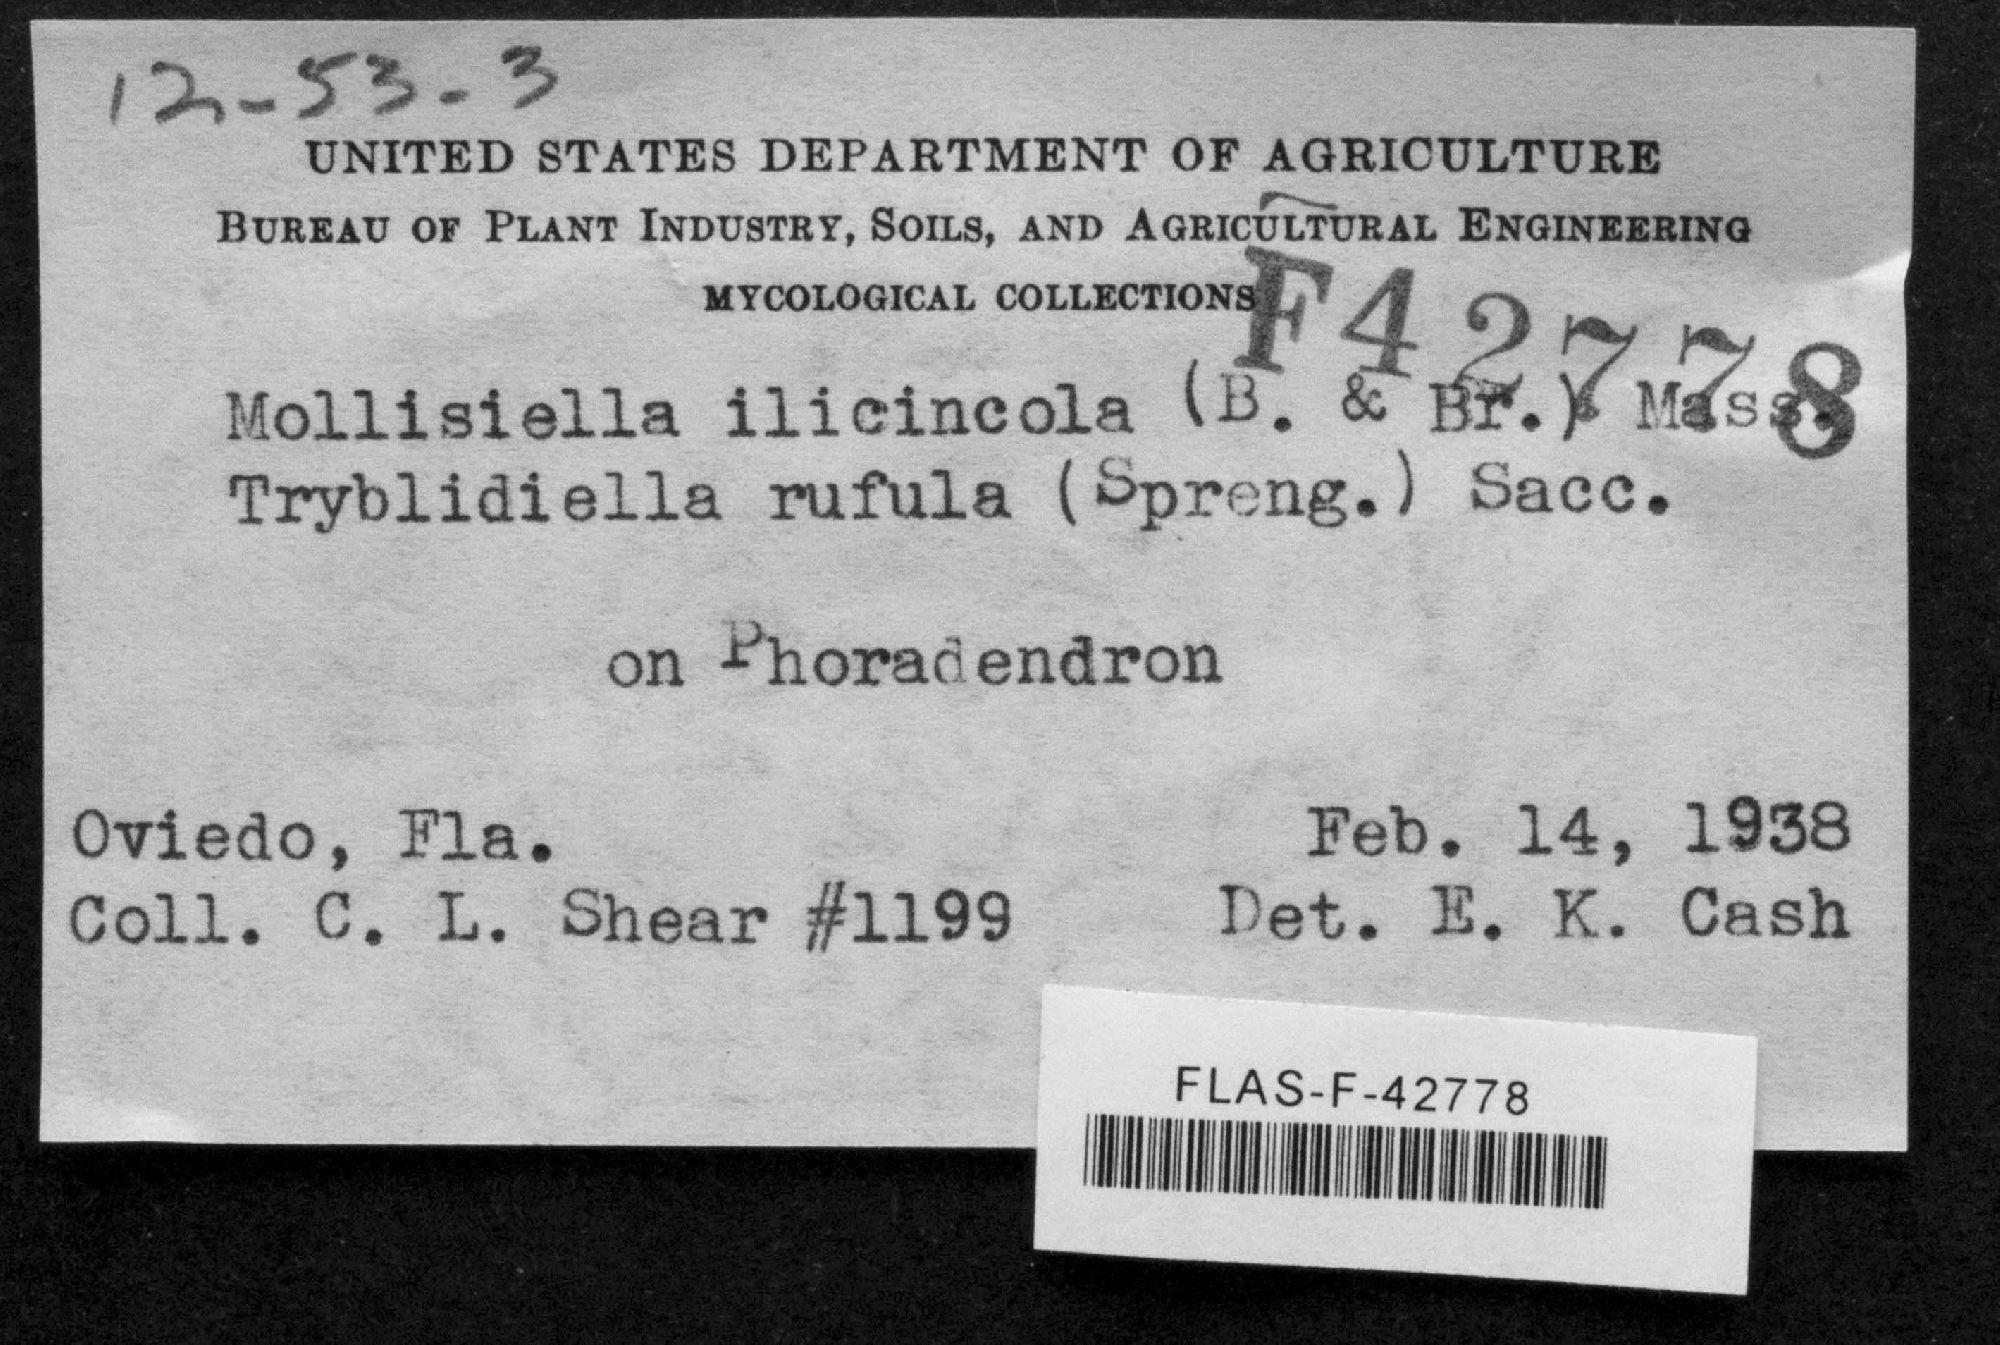 12-53-3
UNITED STATES DEPARTMENT OF AGRICULTURE
BUREAU OF PLANT INDUSTRY, SOILS, AND AGRICULTURAL ENGINEERING
MYCOLOGICAL COLLECTIONS
F42778
Mollisiella ilicincola (B. & Br.) Mass.
Tryblidiella rufula (Spreng.) Sacc.
on Phoradendron
Oviedo, Fla.
Feb. 14, 1938
Coll. C. L. Shear #1199
Det. E. K. Cash
FLAS-F-42778